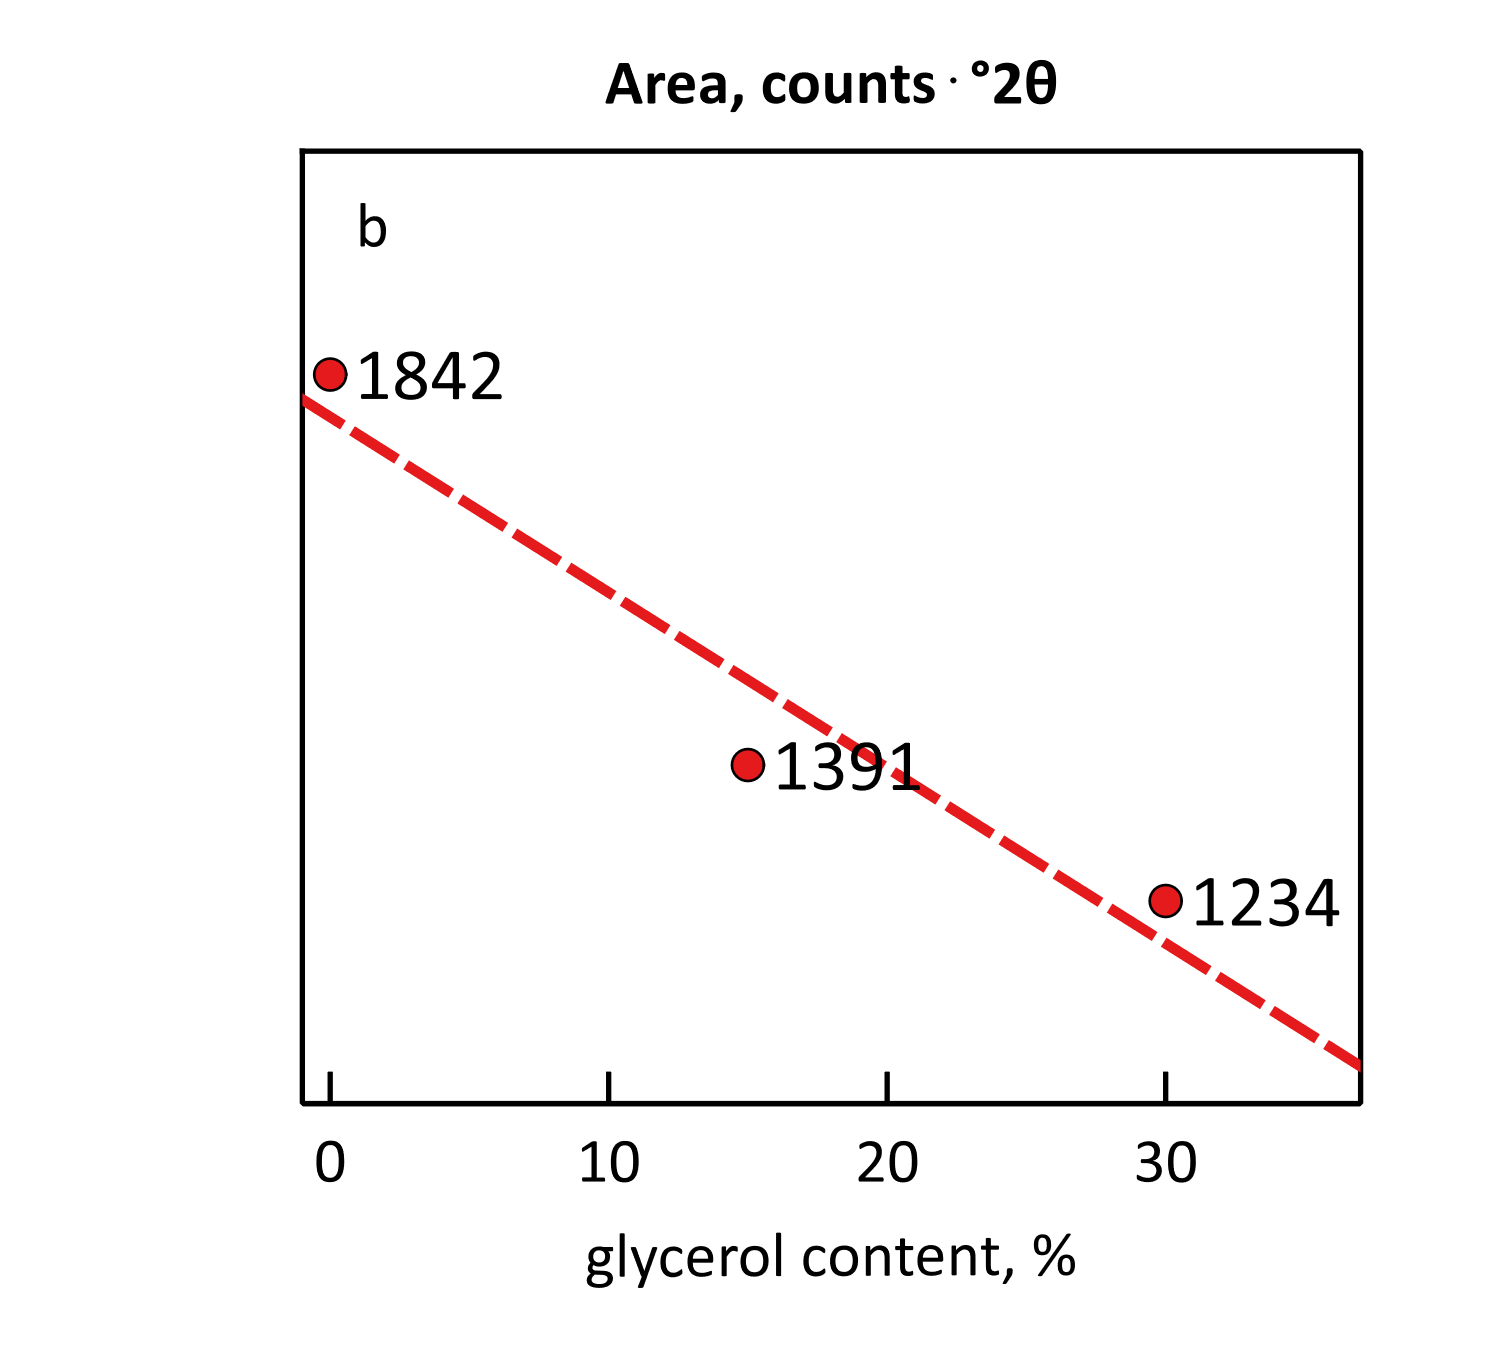 Area, counts · °2θ
b
1842
1391
1234
0 10 20 30
glycerol content, %